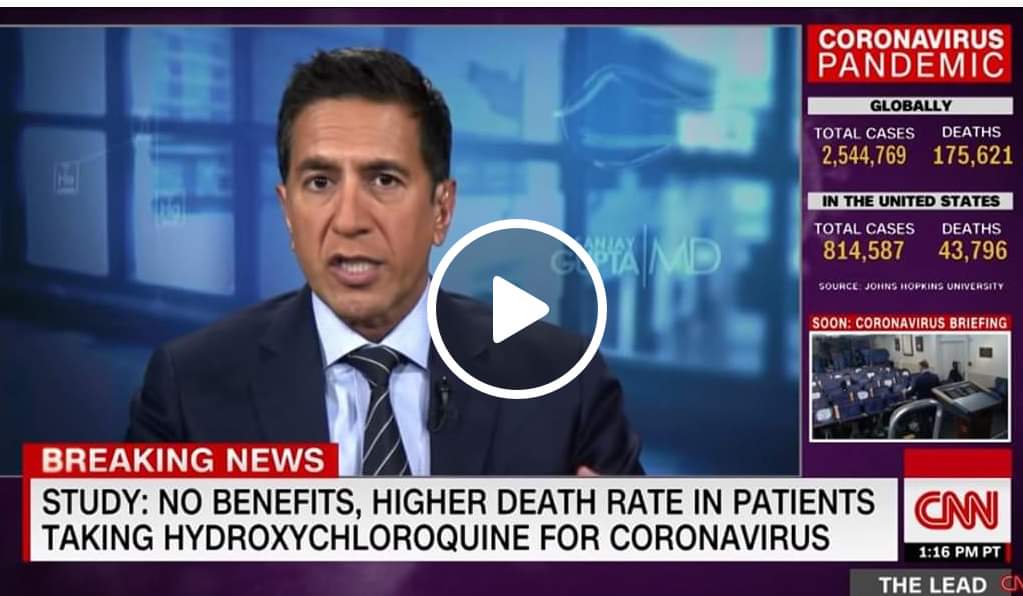 CORONAVIRUS
PANDEMIC
GLOBALLY
TOTAL CASES DEATHS
2,544,769 175,621
IN THE UNITED STATES
TOTAL CASES DEATHS
814,587 43,796
SOURCE: JOHNS HOPKINS UNIVERSITY
SOON: CORONAVIRUS BRIEFING
SANJAY
GUPTA MD
BREAKING NEWS
STUDY: NO BENEFITS, HIGHER DEATH RATE IN PATIENTS
TAKING HYDROXYCHLOROQUINE FOR CORONAVIRUS
CNN
1:16 PM PT
THE LEAD